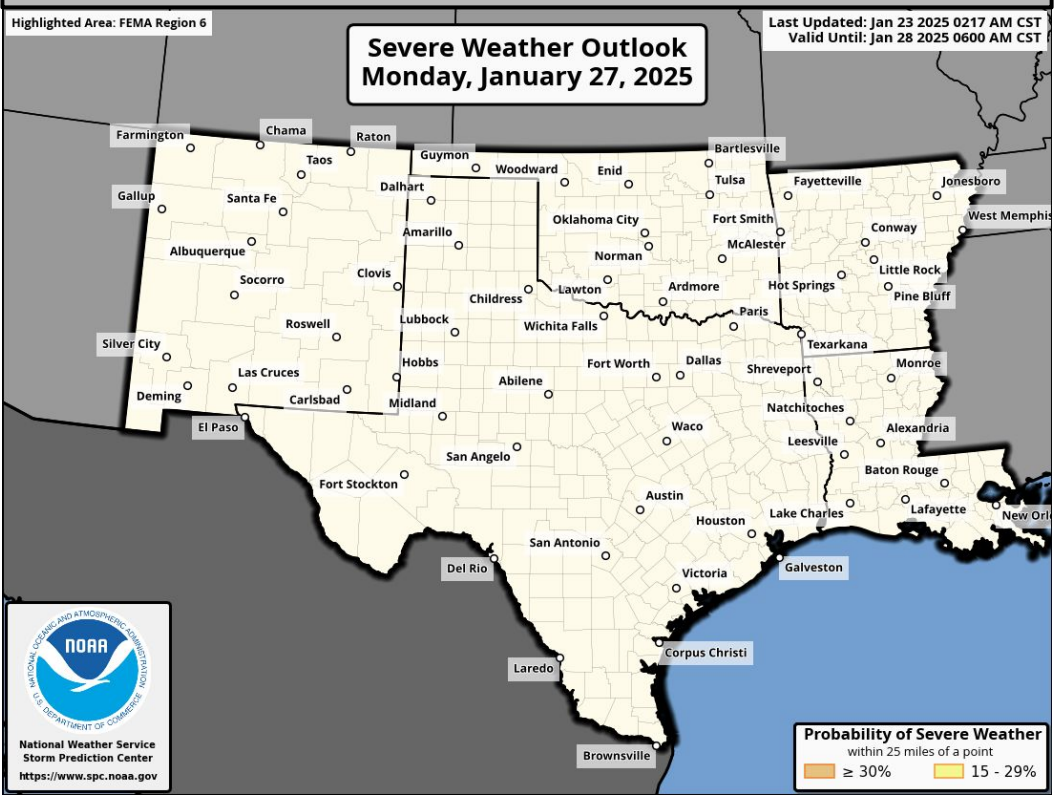 Highlighted Area: FEMA Region 6
Last Updated: Jan 23 2025 0217 AM CST
Valid Until: Jan 28 2025 0600 AM CST
Severe Weather Outlook
Monday, January 27, 2025
Farmington
Chama
Raton
Taos
Guymon
Woodward
Enid
Bartlesville
Tulsa
Fayetteville
Jonesboro
Gallup
Santa Fe
Dalhart
Oklahoma City
Fort Smith
West Memphis
Albuquerque
Amarillo
Norman
McAlester
Conway
Socorro
Clovis
Childress
Lawton
Ardmore
Hot Springs
Little Rock
Pine Bluff
Roswell
Lubbock
Wichita Falls
Paris
Silver City
Texarkana
Las Cruces
Hobbs
Abilene
Fort Worth
Dallas
Shreveport
Monroe
Deming
Carlsbad
Midland
Natchitoches
El Paso
Waco
Leesville
Alexandria
San Angelo
Fort Stockton
Baton Rouge
Austin
Houston
Lake Charles
Lafayette
New Orl
San Antonio
Del Rio
Victoria
Galveston
Laredo
Corpus Christi
Brownsville
NATIONAL OCEANIC AND ATMOSPHERIC ADMINISTRATION
NOAA
U.S. DEPARTMENT OF COMMERCE
National Weather Service
Storm Prediction Center
https://www.spc.noaa.gov
Probability of Severe Weather
within 25 miles of a point
≥ 30%
15 - 29%